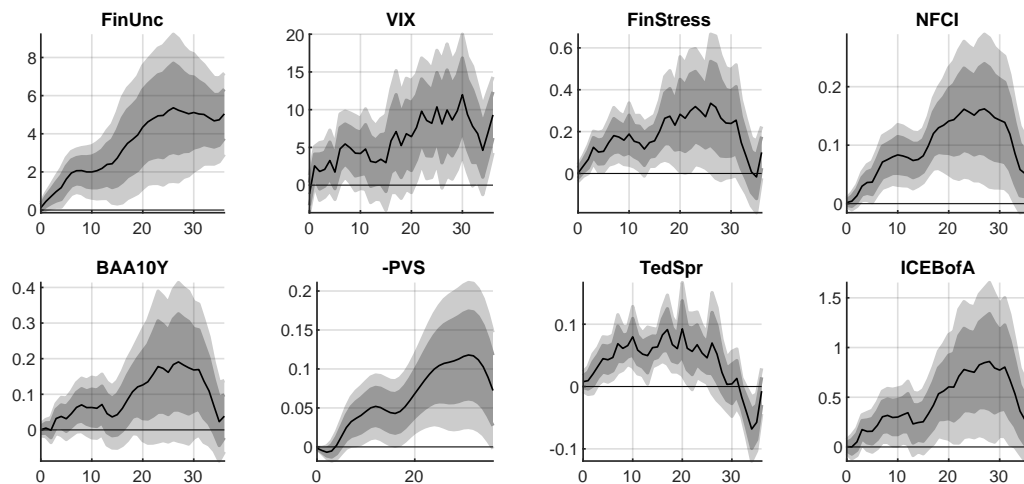 FinUnc VIX FinStress NFCI
8 20 0.6 0.2
6 15 0.4 0.1
4 10 0.2 0
2 5 0
0 0
0 10 20 30 0 10 20 30 0 10 20 30 0 10 20 30
BAA10Y -PVS TedSpr ICEBofA
0.4 0.2 0.1 1.5
0.3 0.15 0 1
0.2 0.1 -0.1 0.5
0.1 0.05 0
0 0
0 10 20 30 0 20 0 10 20 30 0 10 20 30